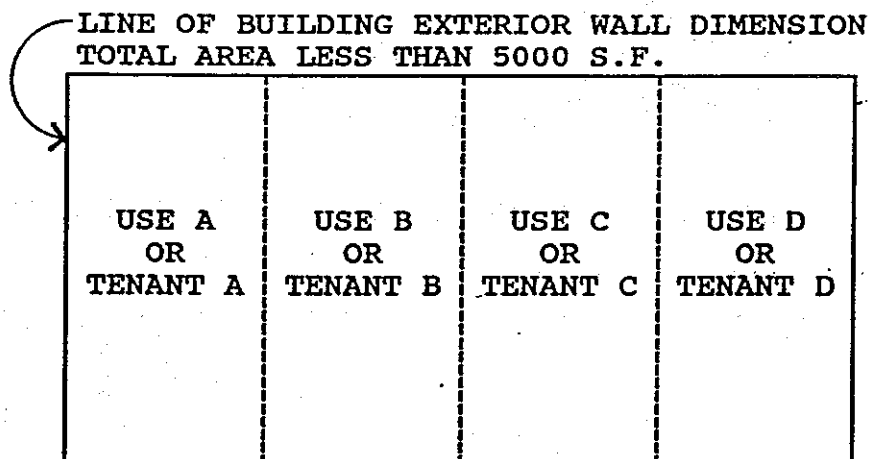 LINE OF BUILDING EXTERIOR WALL DIMENSION
TOTAL AREA LESS THAN 5000 S.F.
USE A
OR
TENANT A
USE B
OR
TENANT B
USE C
OR
TENANT C
USE D
OR
TENANT D